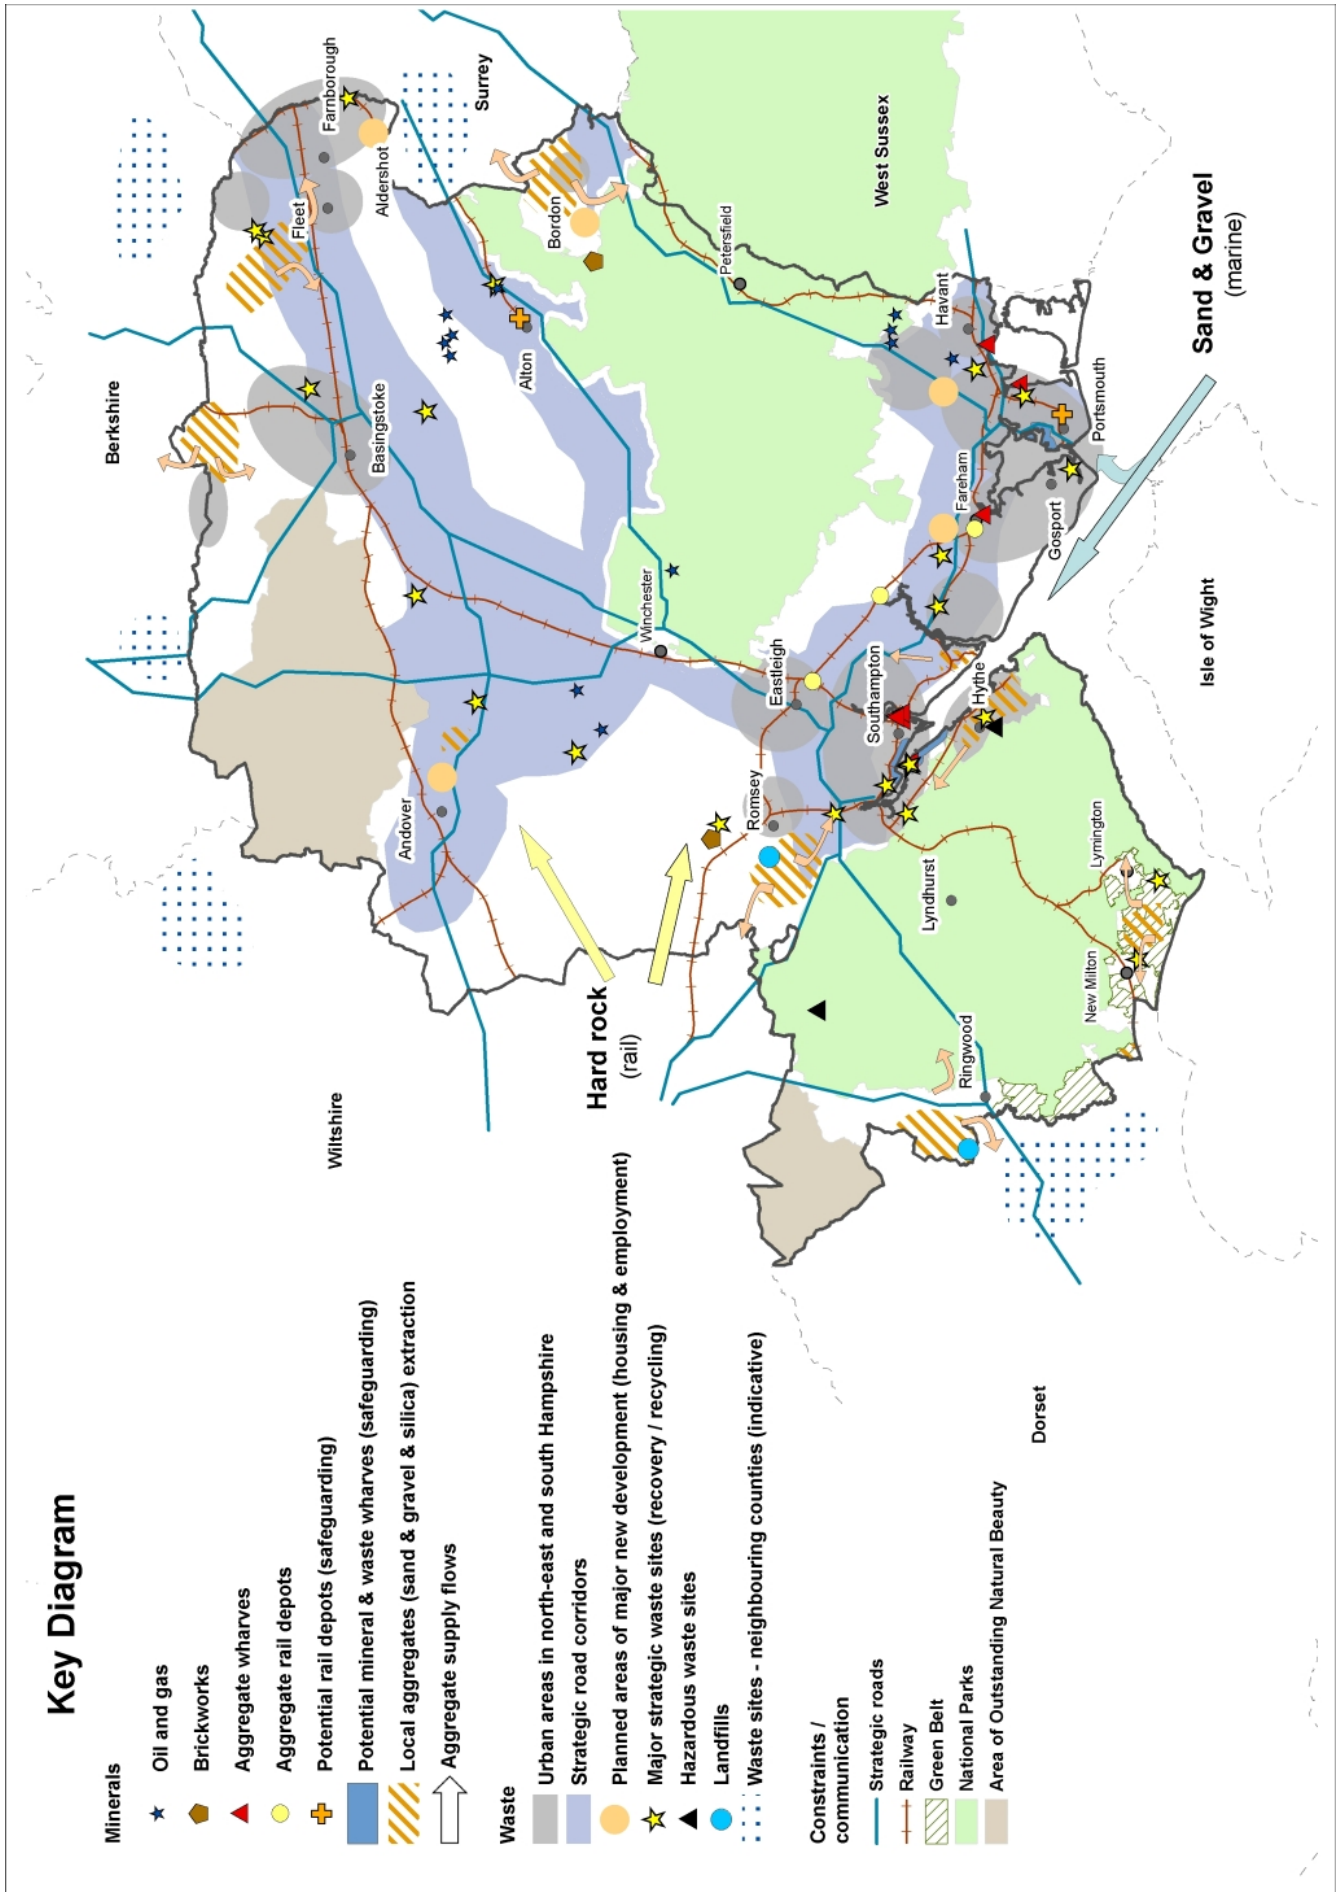 Key Diagram
Minerals
Oil and gas
Brickworks
Aggregate wharves
Aggregate rail depots
Potential rail depots (safeguarding)
Potential mineral & waste wharves (safeguarding)
Local aggregates (sand & gravel & silica) extraction
Aggregate supply flows
Waste
Urban areas in north-east and south Hampshire
Strategic road corridors
Planned areas of major new development (housing & employment)
Major strategic waste sites (recovery / recycling)
Hazardous waste sites
Landfills
Waste sites - neighbouring counties (indicative)
Constraints /
communication
Strategic roads
Railway
Green Belt
National Parks
Area of Outstanding Natural Beauty
Berkshire
Surrey
Wiltshire
West Sussex
Dorset
Isle of Wight
Hard rock
(rail)
Sand & Gravel
(marine)
Farnborough
Fleet
Aldershot
Basingstoke
Bordon
Alton
Andover
Petersfield
Winchester
Havant
Eastleigh
Romsey
Fareham
Portsmouth
Southampton
Gosport
Hythe
Lyndhurst
Lymington
New Milton
Ringwood